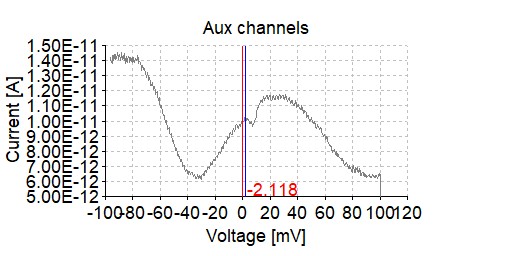 Aux channels
Current [A]
1.50E-11
1.40E-11
1.30E-11
1.20E-11
1.10E-11
1.00E-11
9.00E-12
8.00E-12
7.00E-12
6.00E-12
5.00E-12
-2.118
-100 -80 -60 -40 -20 0 20 40 60 80 100 120
Voltage [mV]